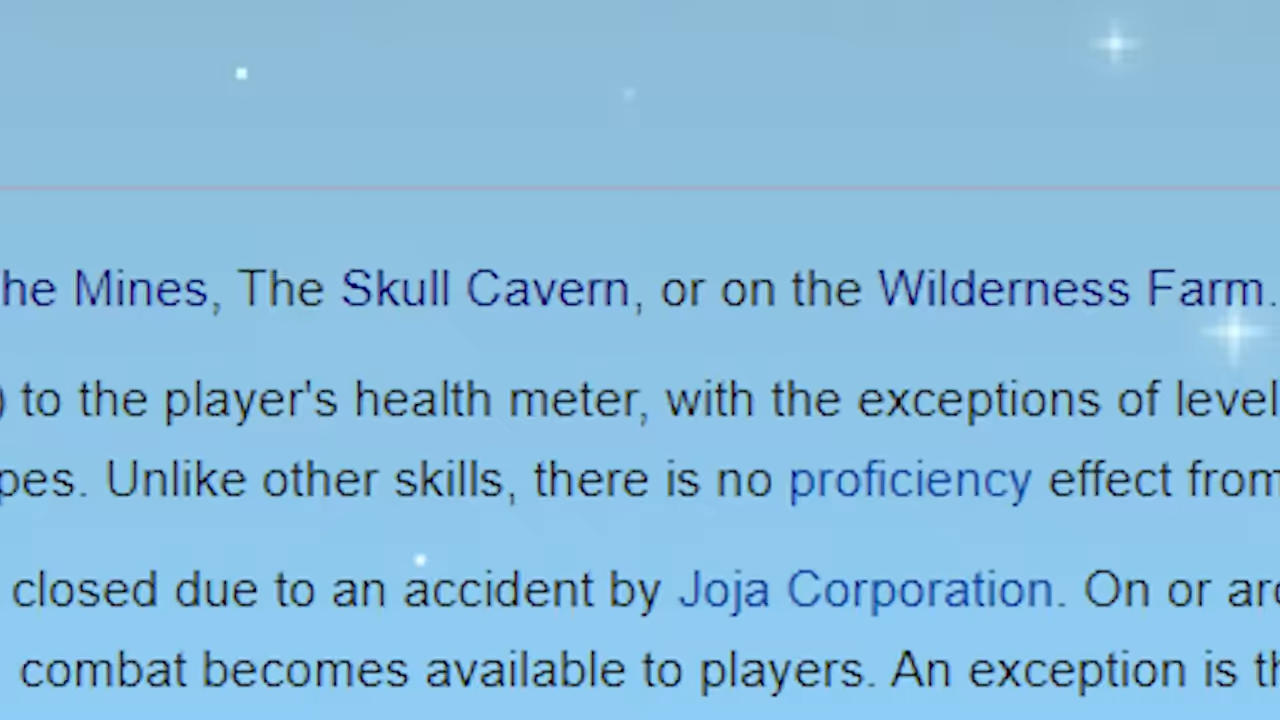 he Mines, The Skull Cavern, or on the Wilderness Farm.
) to the player's health meter, with the exceptions of level
pes. Unlike other skills, there is no proficiency effect from
closed due to an accident by Joja Corporation. On or aro
combat becomes available to players. An exception is th